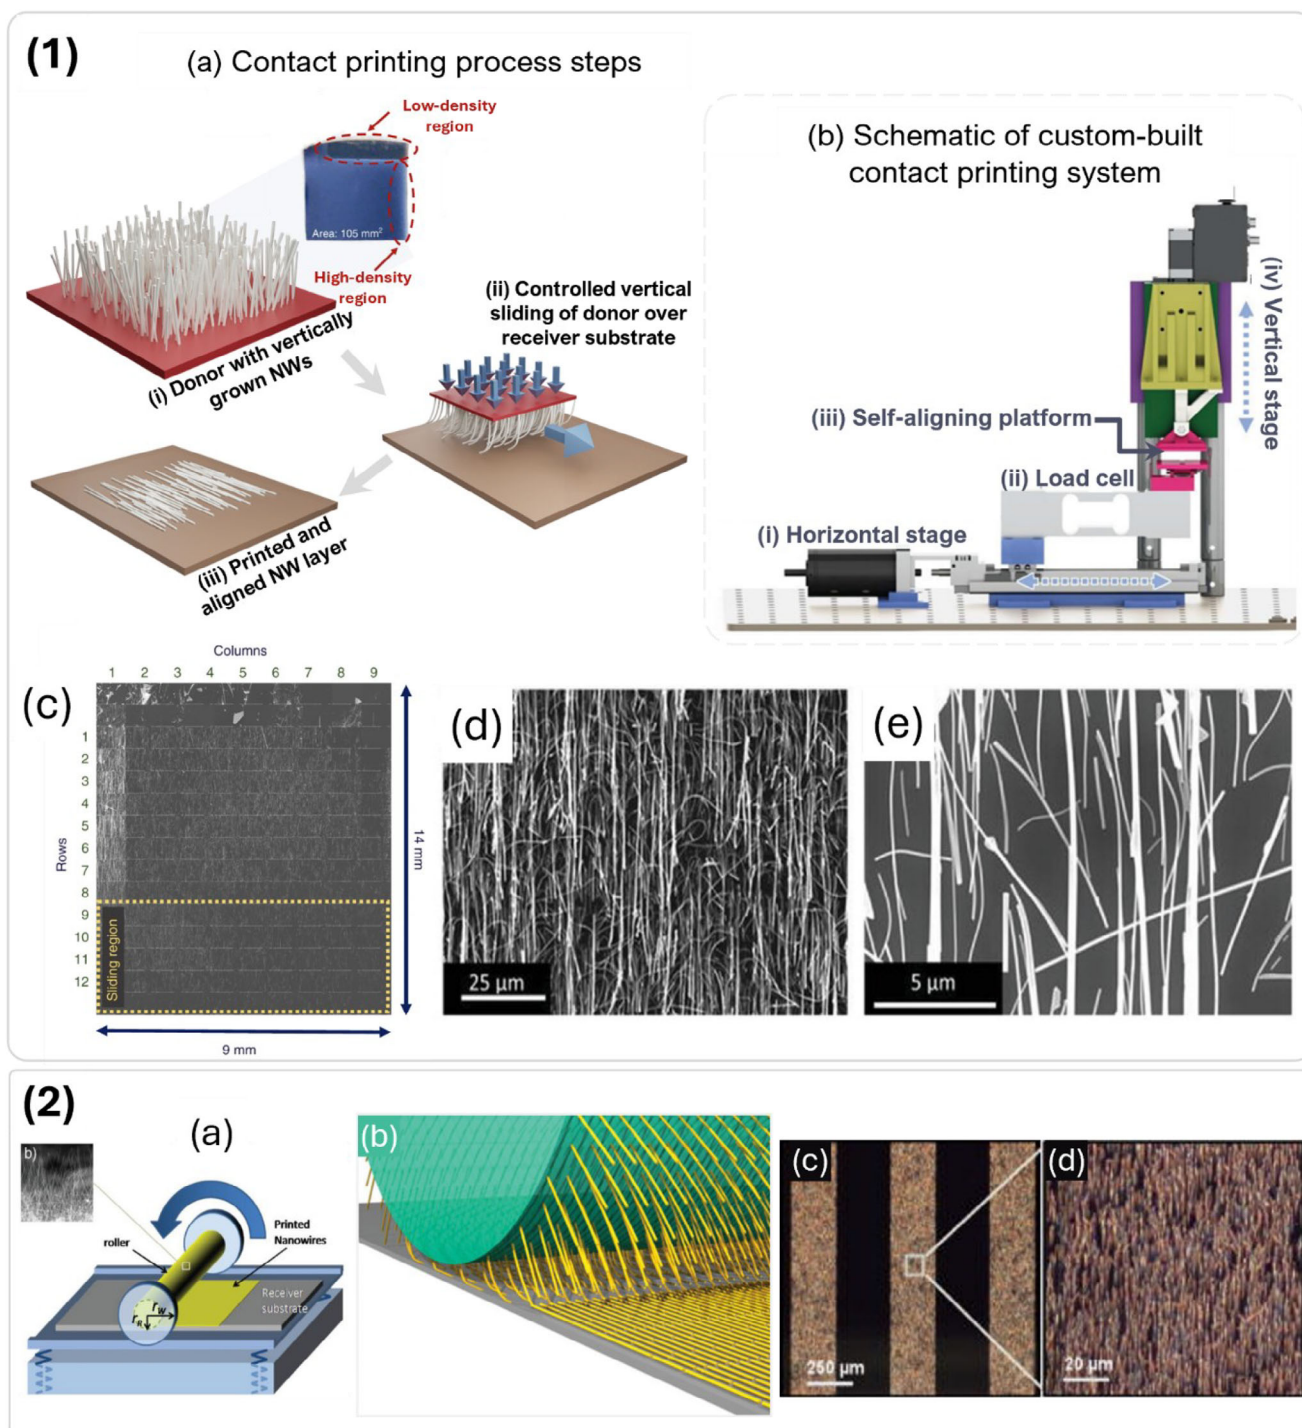 (1)
(a) Contact printing process steps
Low-density
region
Area: 105 mm²
High-density
region
(i) Donor with vertically
grown NWs
(ii) Controlled vertical
sliding of donor over
receiver substrate
(iii) Printed and
aligned NW layer
(b) Schematic of custom-built
contact printing system
(iv) Vertical stage
(iii) Self-aligning platform
(ii) Load cell
(i) Horizontal stage
(c)
Columns
1 2 3 4 5 6 7 8 9
Rows
1
2
3
4
5
6
7
8
9
10
11
12
Sliding region
14 mm
9 mm
(d)
25 µm
(e)
5 µm
(2)
(a)
b)
roller
Printed
Nanowires
Receiver
substrate
rW
rR
(b)
(c)
250 µm
(d)
20 µm